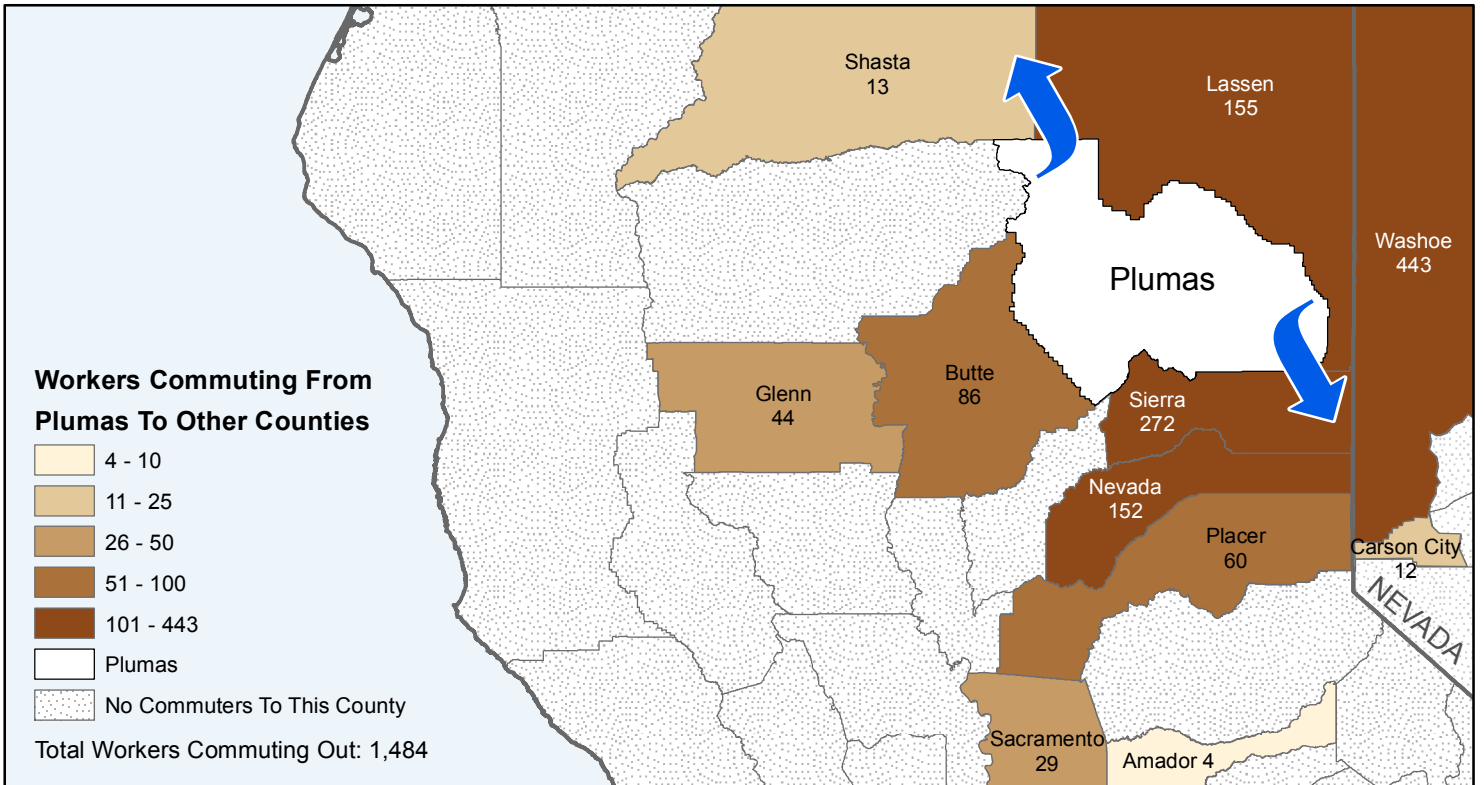 Shasta
13
Lassen
155
Washoe
443
Plumas
Butte
86
Glenn
44
Sierra
272
Nevada
152
Placer
60
Carson City
12
NEVADA
Sacramento
29
Amador 4
Workers Commuting From
Plumas To Other Counties
4 - 10
11 - 25
26 - 50
51 - 100
101 - 443
Plumas
No Commuters To This County
Total Workers Commuting Out: 1,484